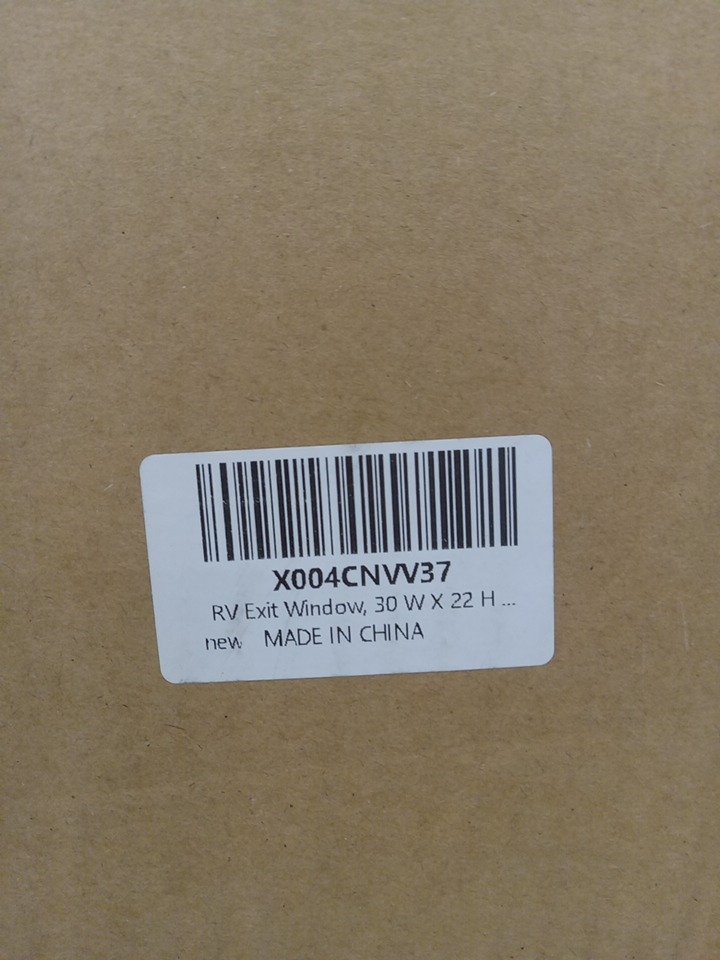 X004CNVV37
RV Exit Window, 30 W X 22 H ...
new MADE IN CHINA